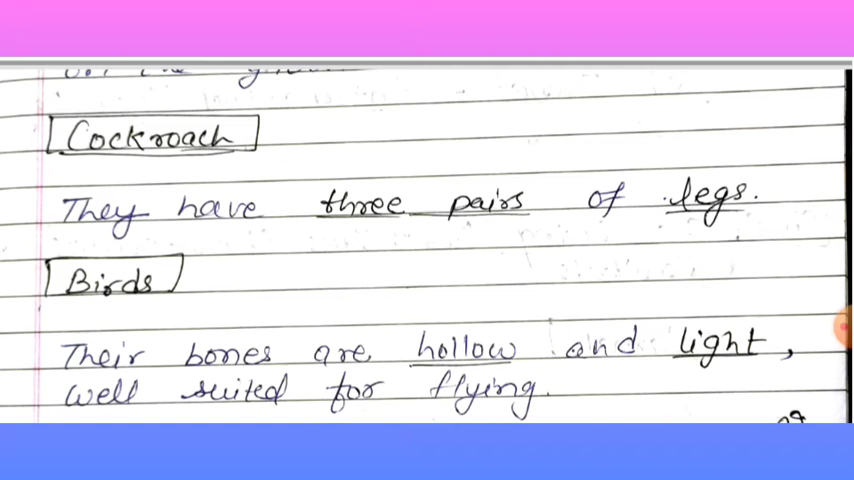 Cockroach
They have three pairs of legs.
Birds
Their bones are hollow and light,
well suited for flying.